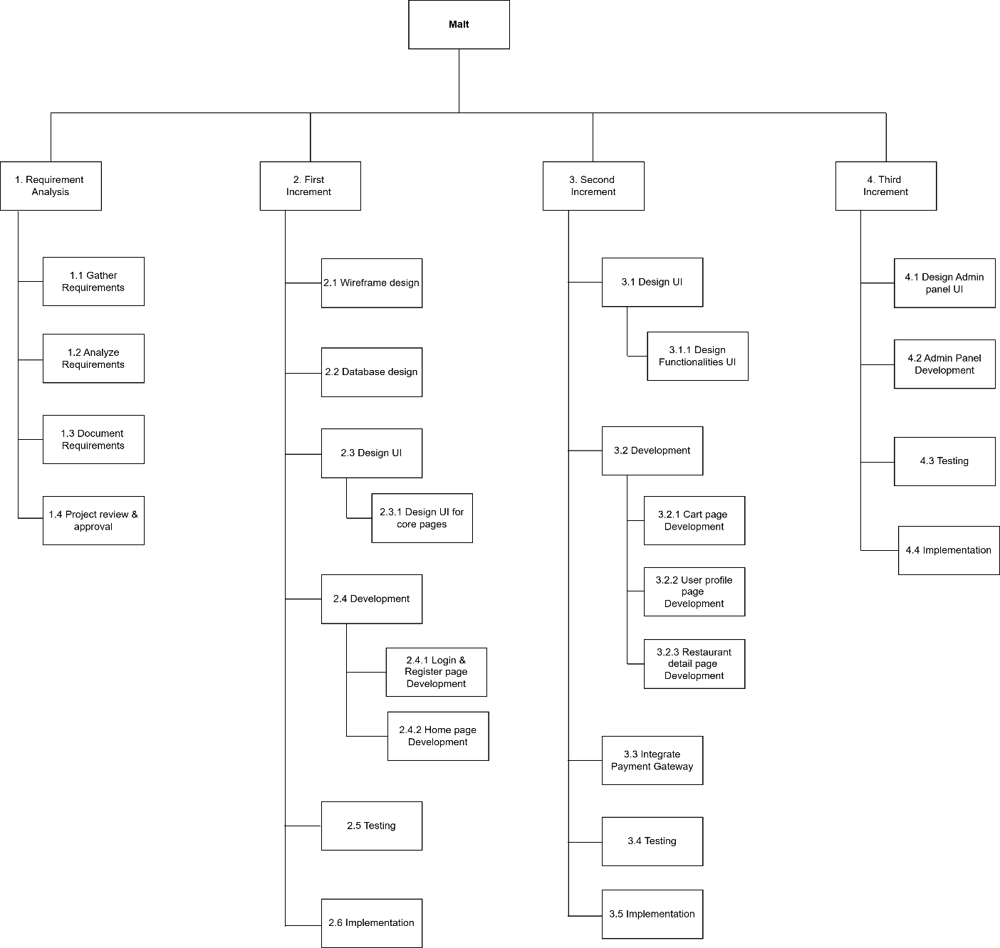 Malt
1. Requirement
Analysis
1.1 Gather
Requirements
1.2 Analyze
Requirements
1.3 Document
Requirements
1.4 Project review &
approval
2. First
Increment
2.1 Wireframe design
2.2 Database design
2.3 Design UI
2.3.1 Design UI for
core pages
2.4 Development
2.4.1 Login &
Register page
Development
2.4.2 Home page
Development
2.5 Testing
2.6 Implementation
3. Second
Increment
3.1 Design UI
3.1.1 Design
Functionalities UI
3.2 Development
3.2.1 Cart page
Development
3.2.2 User profile
page
Development
3.2.3 Restaurant
detail page
Development
3.3 Integrate
Payment Gateway
3.4 Testing
3.5 Implementation
4. Third
Increment
4.1 Design Admin
panel UI
4.2 Admin Panel
Development
4.3 Testing
4.4 Implementation